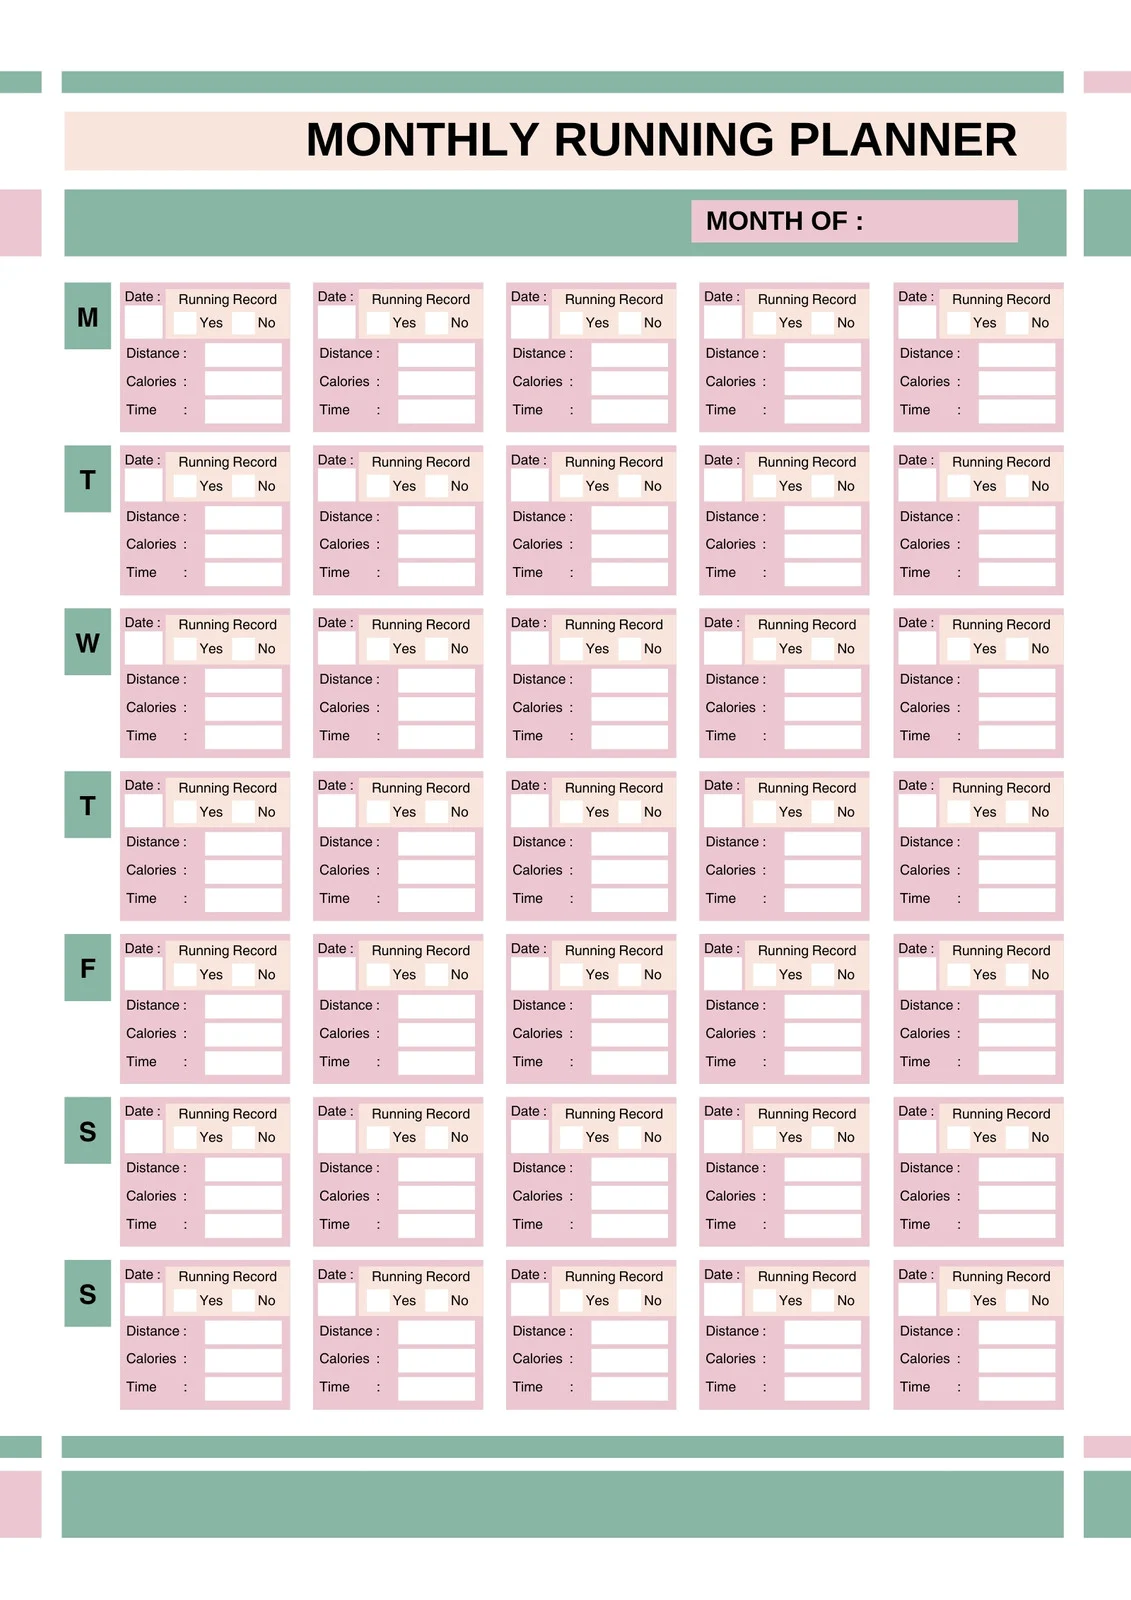 MONTHLY RUNNING PLANNER
MONTH OF :
M
Date : Running Record Date : Running Record Date : Running Record Date : Running Record Date : Running Record
Yes No Yes No Yes No Yes No Yes No
Distance : Distance : Distance : Distance : Distance :
Calories : Calories : Calories : Calories : Calories :
Time : Time : Time : Time : Time :
T
Date : Running Record Date : Running Record Date : Running Record Date : Running Record Date : Running Record
Yes No Yes No Yes No Yes No Yes No
Distance : Distance : Distance : Distance : Distance :
Calories : Calories : Calories : Calories : Calories :
Time : Time : Time : Time : Time :
W
Date : Running Record Date : Running Record Date : Running Record Date : Running Record Date : Running Record
Yes No Yes No Yes No Yes No Yes No
Distance : Distance : Distance : Distance : Distance :
Calories : Calories : Calories : Calories : Calories :
Time : Time : Time : Time : Time :
T
Date : Running Record Date : Running Record Date : Running Record Date : Running Record Date : Running Record
Yes No Yes No Yes No Yes No Yes No
Distance : Distance : Distance : Distance : Distance :
Calories : Calories : Calories : Calories : Calories :
Time : Time : Time : Time : Time :
F
Date : Running Record Date : Running Record Date : Running Record Date : Running Record Date : Running Record
Yes No Yes No Yes No Yes No Yes No
Distance : Distance : Distance : Distance : Distance :
Calories : Calories : Calories : Calories : Calories :
Time : Time : Time : Time : Time :
S
Date : Running Record Date : Running Record Date : Running Record Date : Running Record Date : Running Record
Yes No Yes No Yes No Yes No Yes No
Distance : Distance : Distance : Distance : Distance :
Calories : Calories : Calories : Calories : Calories :
Time : Time : Time : Time : Time :
S
Date : Running Record Date : Running Record Date : Running Record Date : Running Record Date : Running Record
Yes No Yes No Yes No Yes No Yes No
Distance : Distance : Distance : Distance : Distance :
Calories : Calories : Calories : Calories : Calories :
Time : Time : Time : Time : Time :